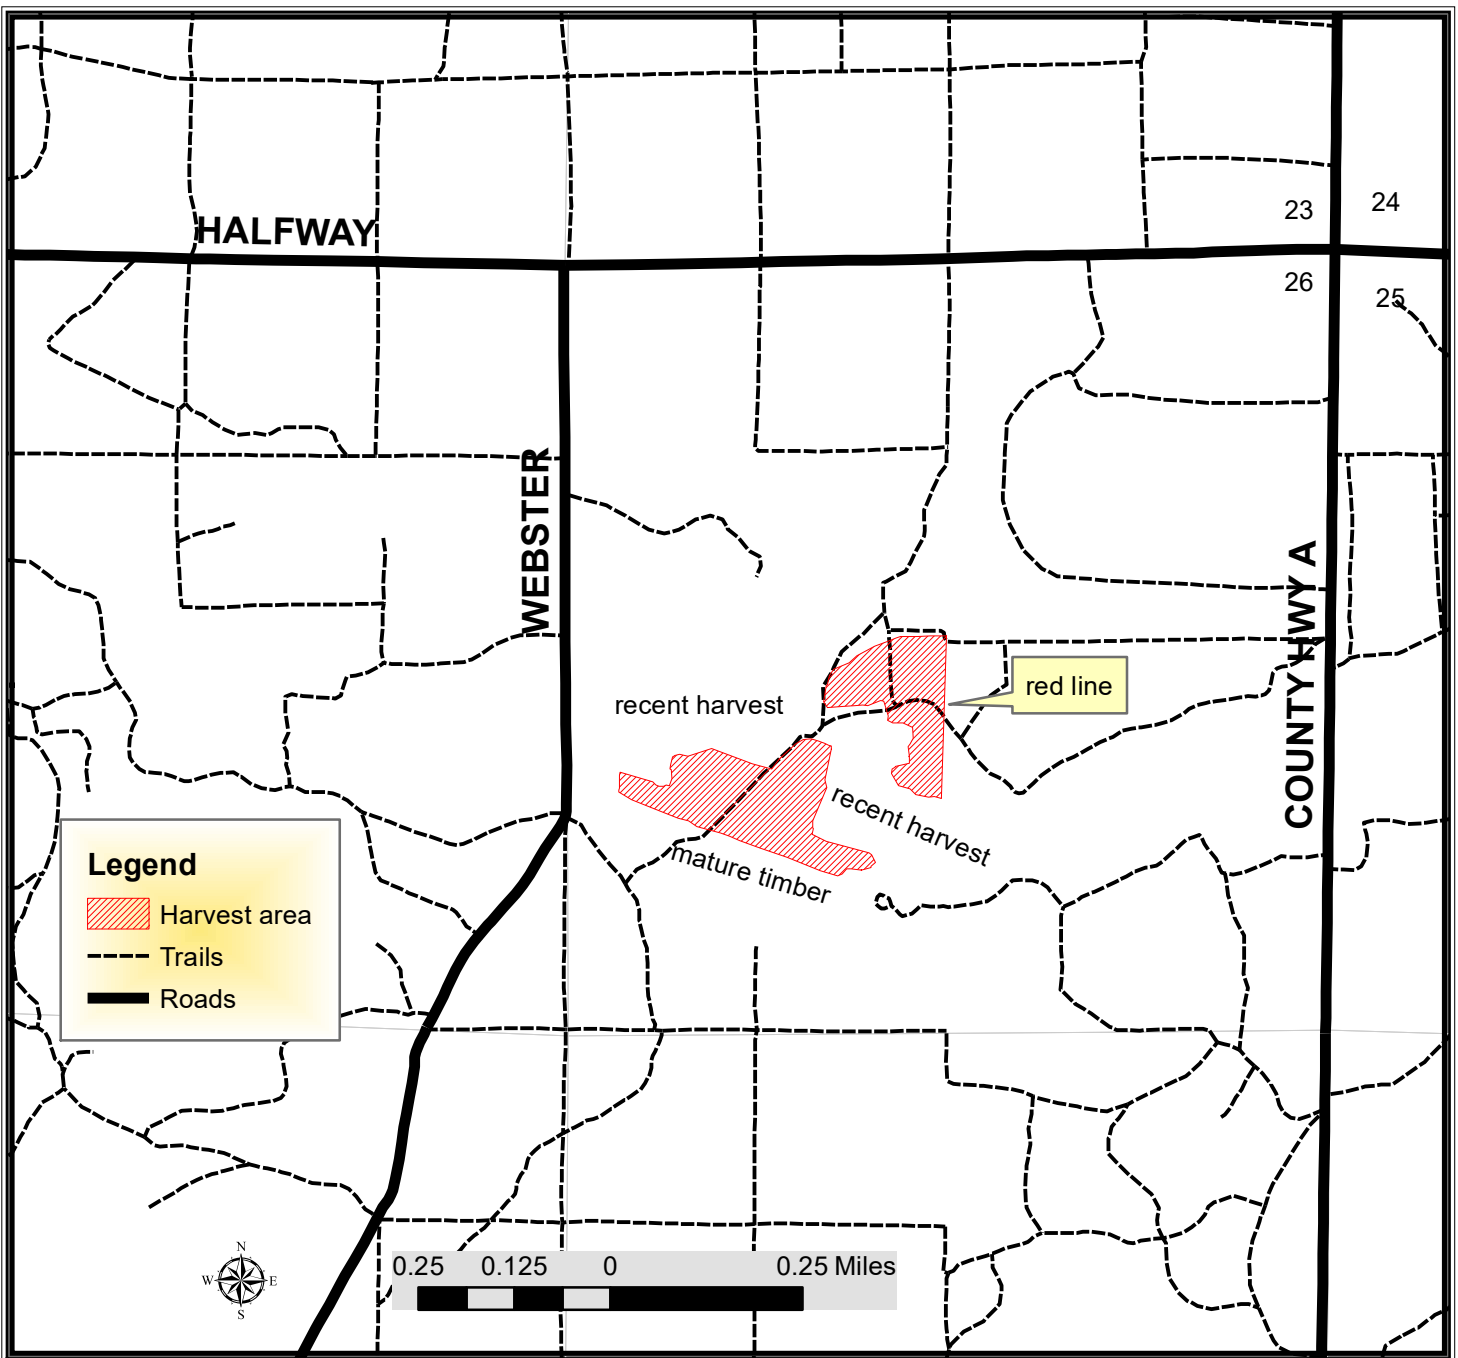 23
24
HALFWAY
26
25
WEBSTER
COUNTY HWY A
red line
recent harvest
recent harvest
mature timber
Legend
Harvest area
Trails
Roads
N
W E
S
0.25 0.125 0 0.25 Miles